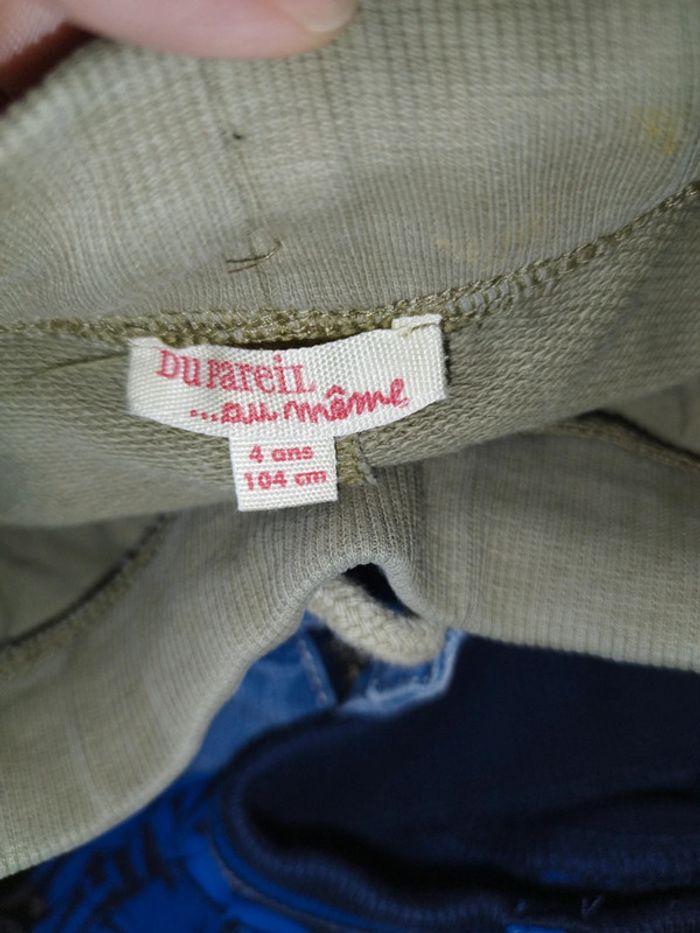 Du Pareil
...au même
4 ans
104 cm